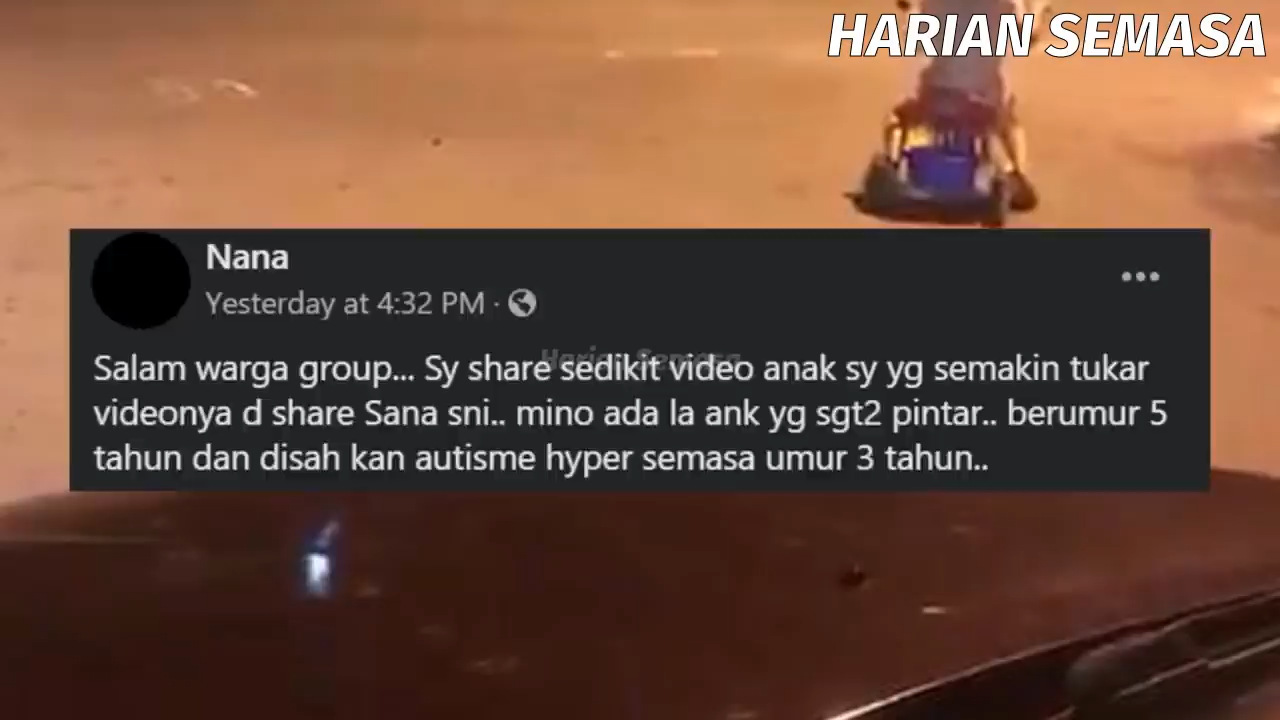 HARIAN SEMASA
Nana
Yesterday at 4:32 PM ·
Harian Semasa
Salam warga group... Sy share sedikit video anak sy yg semakin tukar
videonya d share Sana sni.. mino ada la ank yg sgt2 pintar.. berumur 5
tahun dan disah kan autisme hyper semasa umur 3 tahun..